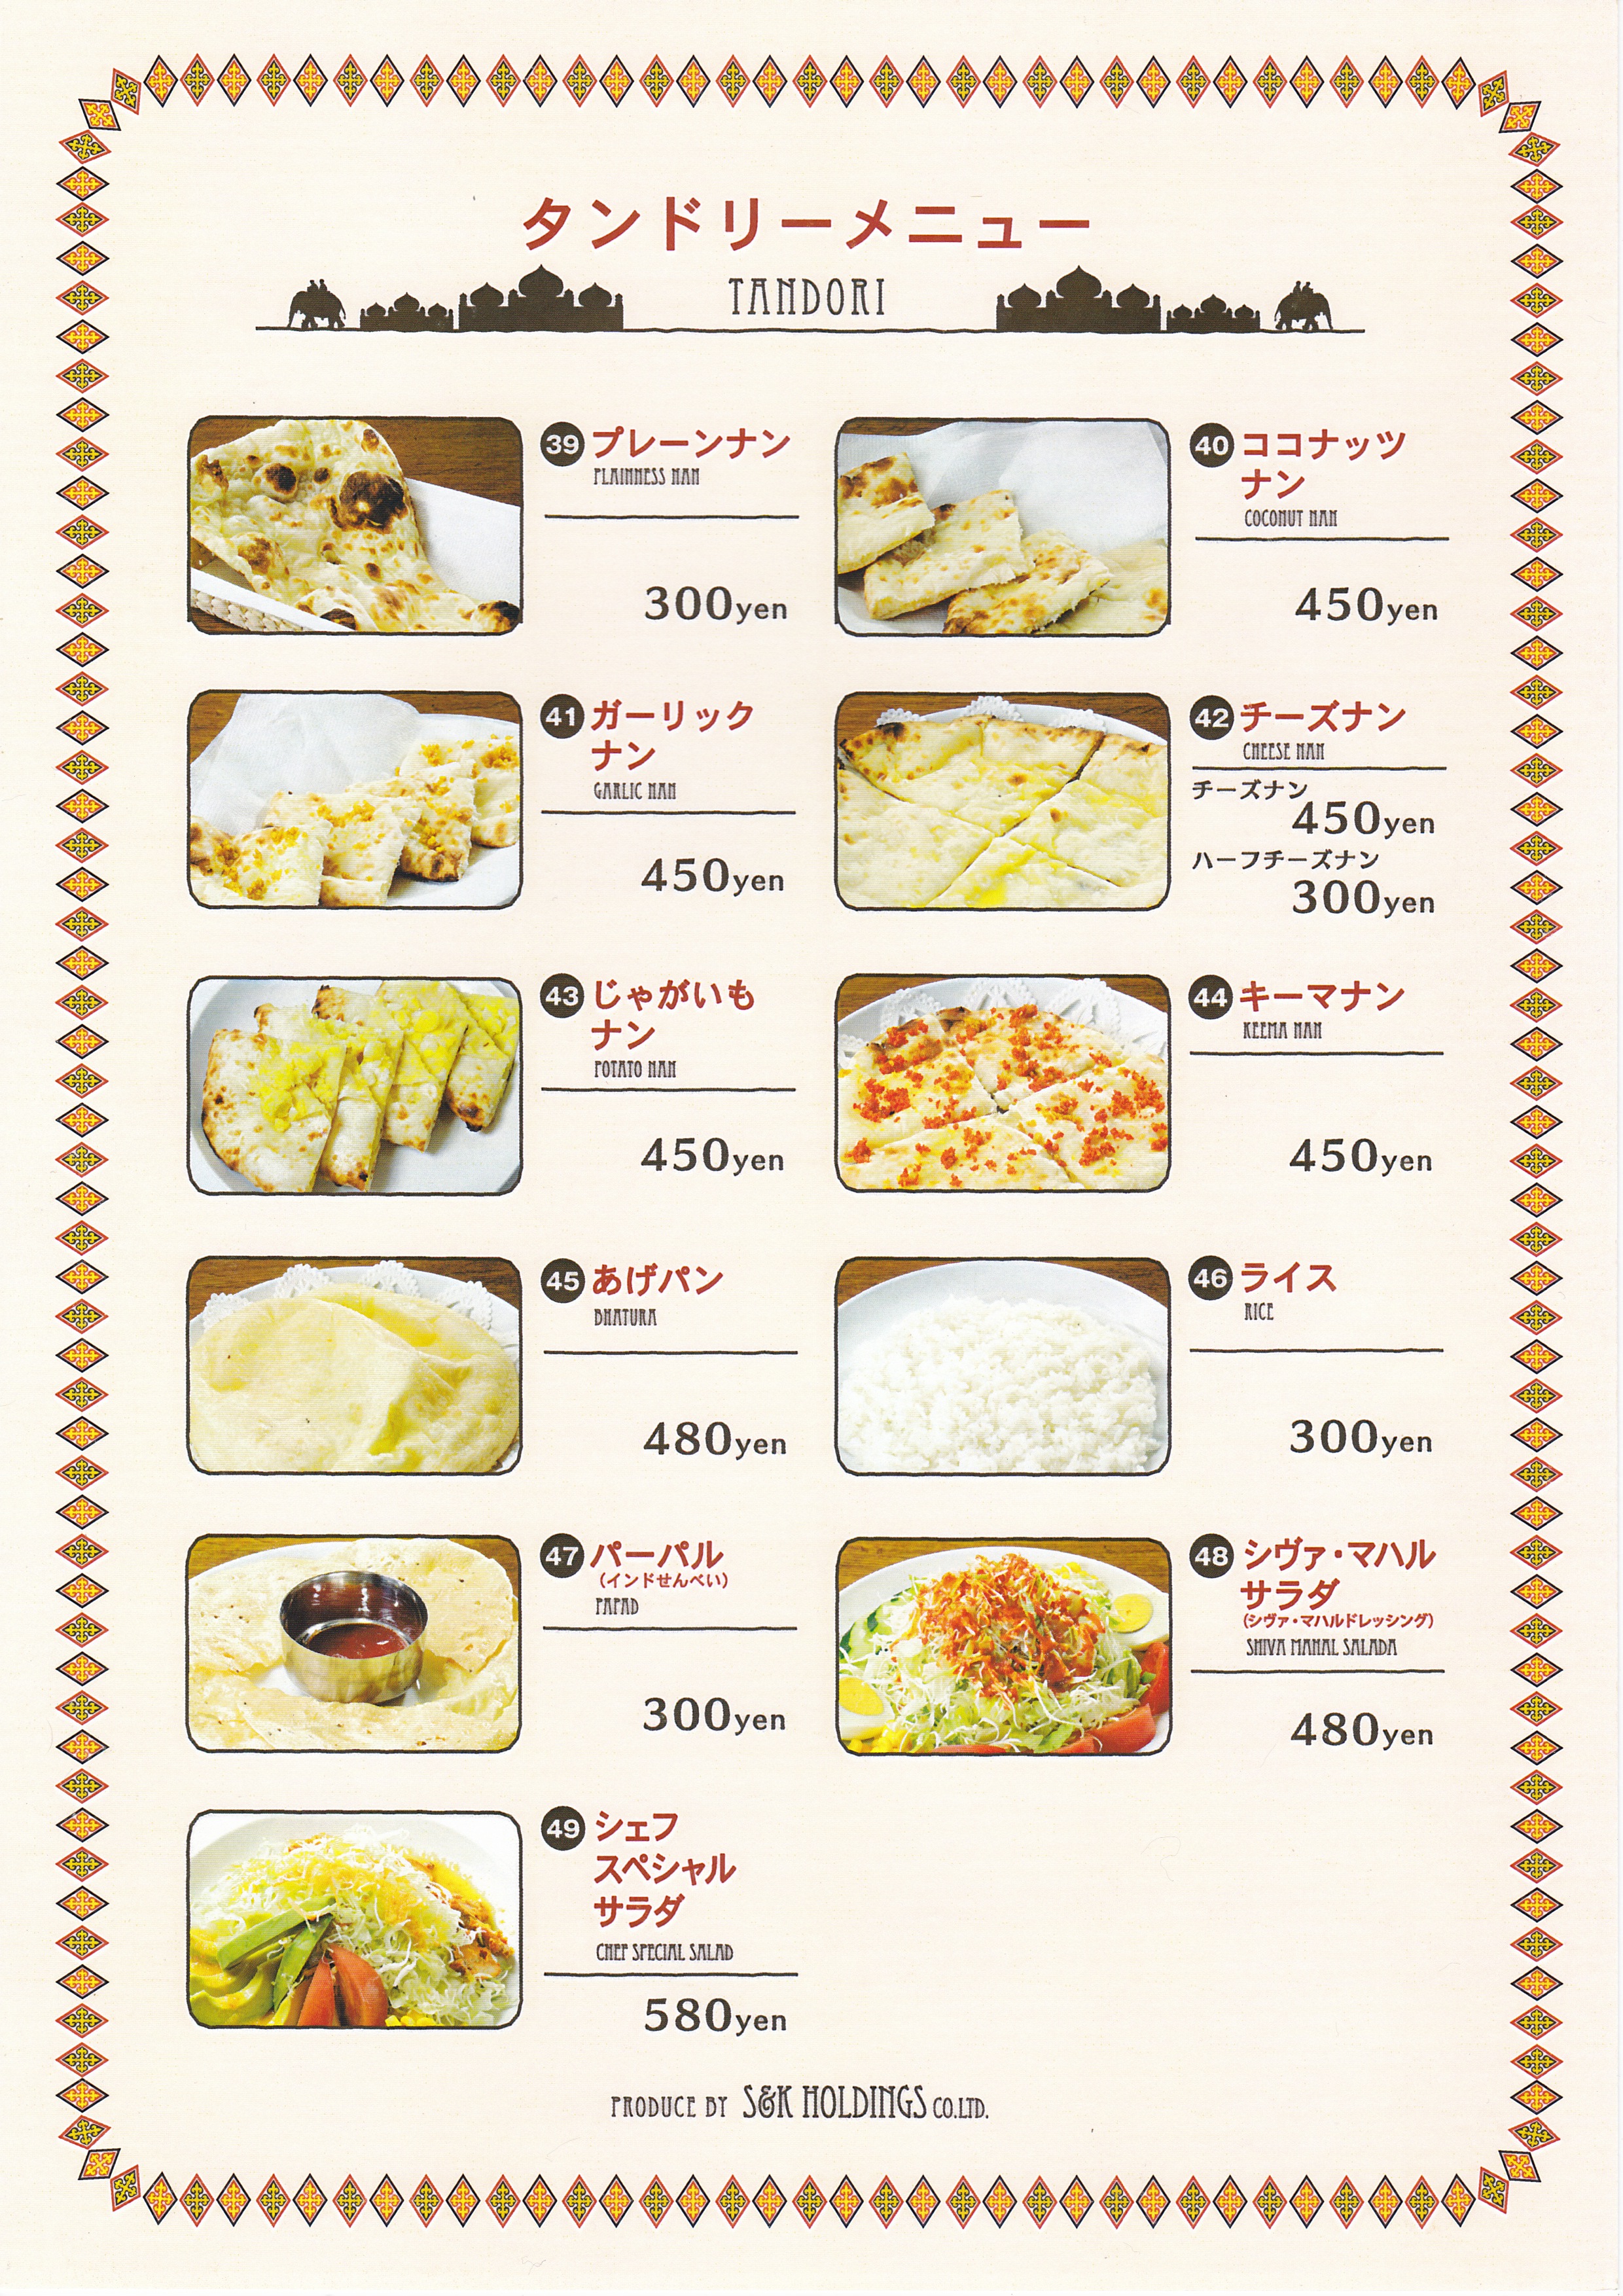 タンドリーメニュー
TANDORI
39 プレーンナン
PLAINNESS NAN
300yen
40 ココナッツ
ナン
COCONUT NAN
450yen
41 ガーリック
ナン
GARLIC NAN
450yen
42 チーズナン
CHEESE NAN
チーズナン
450yen
ハーフチーズナン
300yen
43 じゃがいも
ナン
POTATO NAN
450yen
44 キーマナン
KEEMA NAN
450yen
45 あげパン
BHATURA
480yen
46 ライス
RICE
300yen
47 パーパル
（インドせんべい）
PAPAD
300yen
48 シヴァ・マハル
サラダ
（シヴァ・マハルドレッシング）
SHIVA MAHAL SALADA
480yen
49 シェフ
スペシャル
サラダ
CHEF SPECIAL SALAD
580yen
PRODUCE BY S&K HOLDINGS CO.LTD.